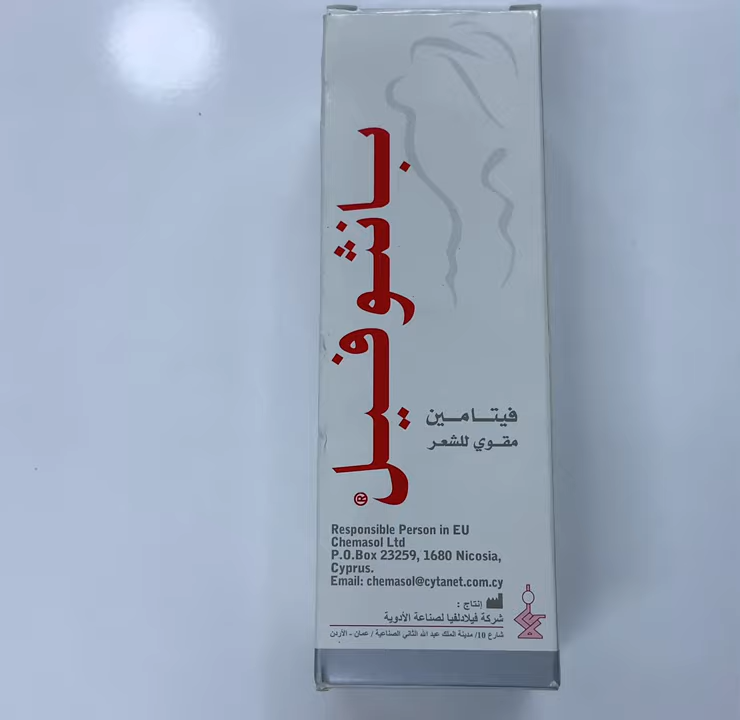 بانثوفيل®
فيتامين
مقوي للشعر
Responsible Person in EU
Chemasol Ltd
P.O.Box 23259, 1680 Nicosia,
Cyprus.
Email: chemasol@cytanet.com.cy
إنتاج :
شركة فيلادلفيا لصناعة الأدوية
شارع 10/ مدينة الملك عبد الله الثاني الصناعية / عمان - الأردن